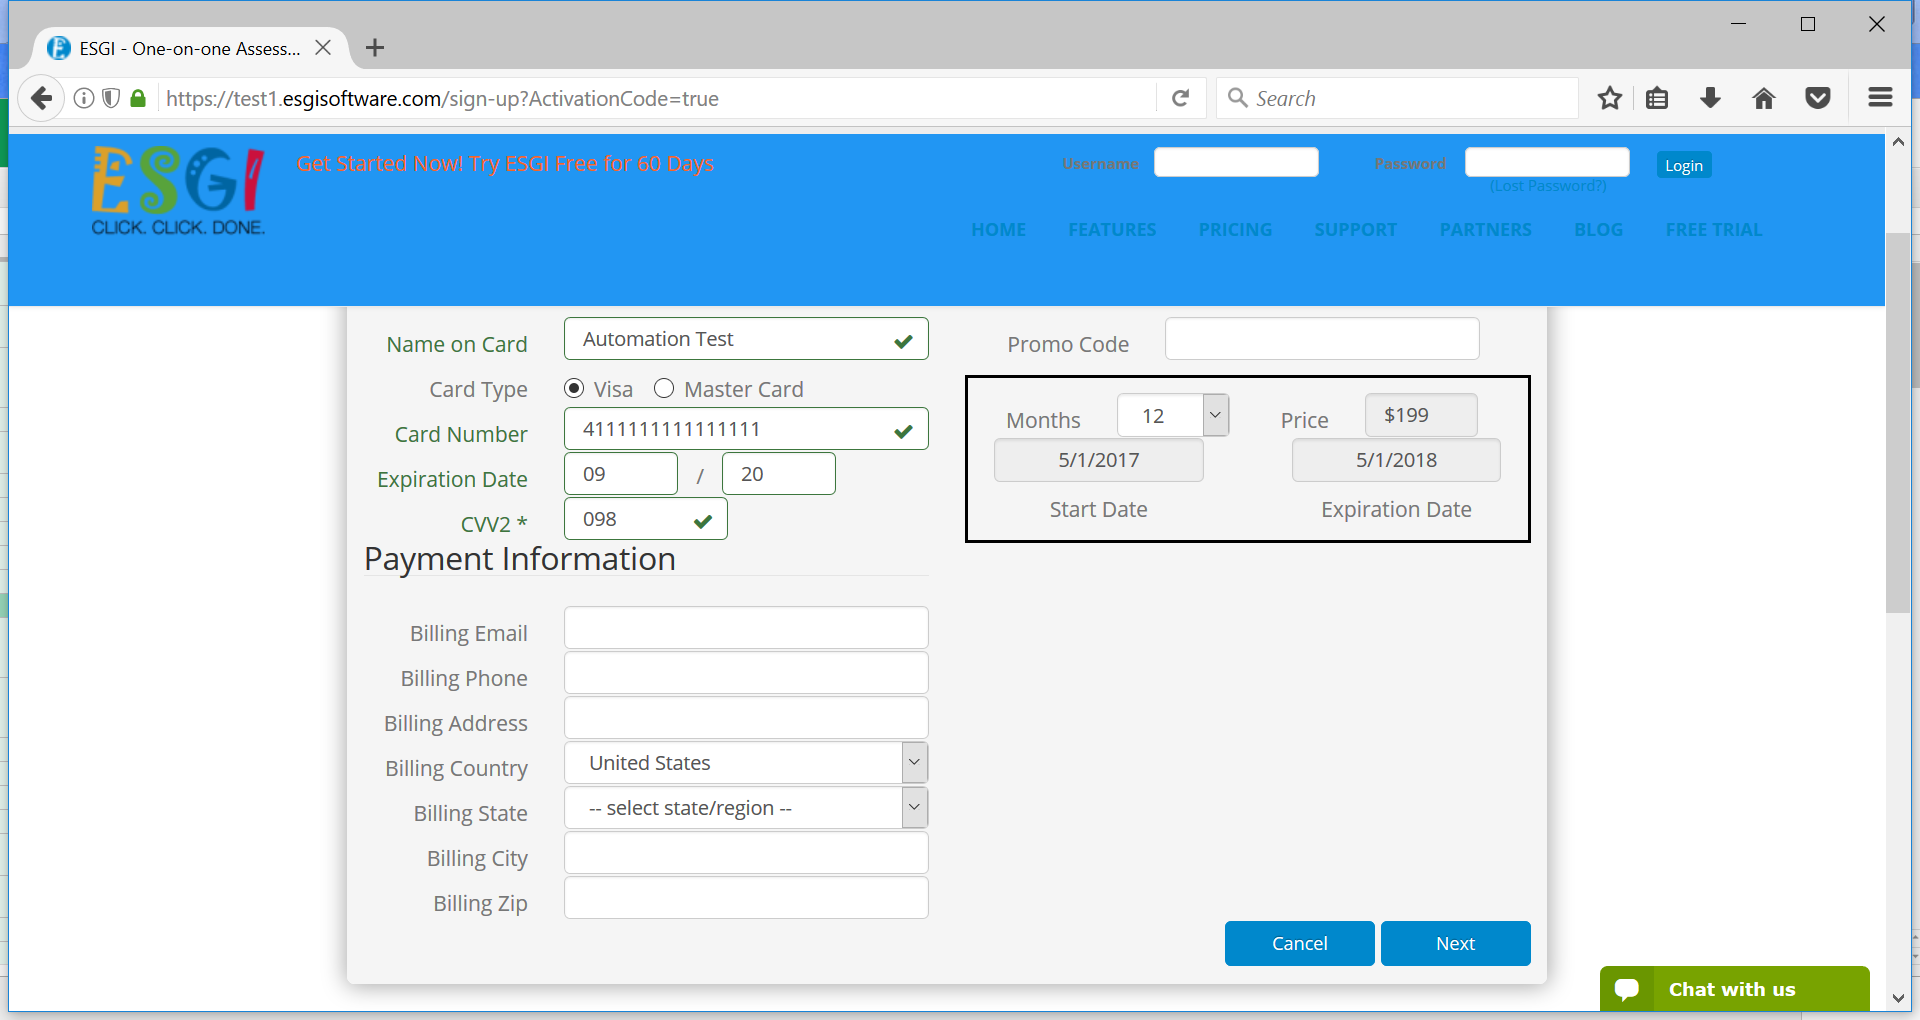 ESGI - One-on-one Assess...
https://test1.esgisoftware.com/sign-up?ActivationCode=true
Search
ESGI
CLICK. CLICK. DONE.
Get Started Now! Try ESGI Free for 60 Days
Username
Password
Login
(Lost Password?)
HOME FEATURES PRICING SUPPORT PARTNERS BLOG FREE TRIAL
Name on Card Automation Test
Promo Code
Card Type Visa Master Card
Card Number 4111111111111111
Expiration Date 09 / 20
CVV2 * 098
Months 12 Price $199
5/1/2017 5/1/2018
Start Date Expiration Date
Payment Information
Billing Email
Billing Phone
Billing Address
Billing Country United States
Billing State -- select state/region --
Billing City
Billing Zip
Cancel Next
Chat with us